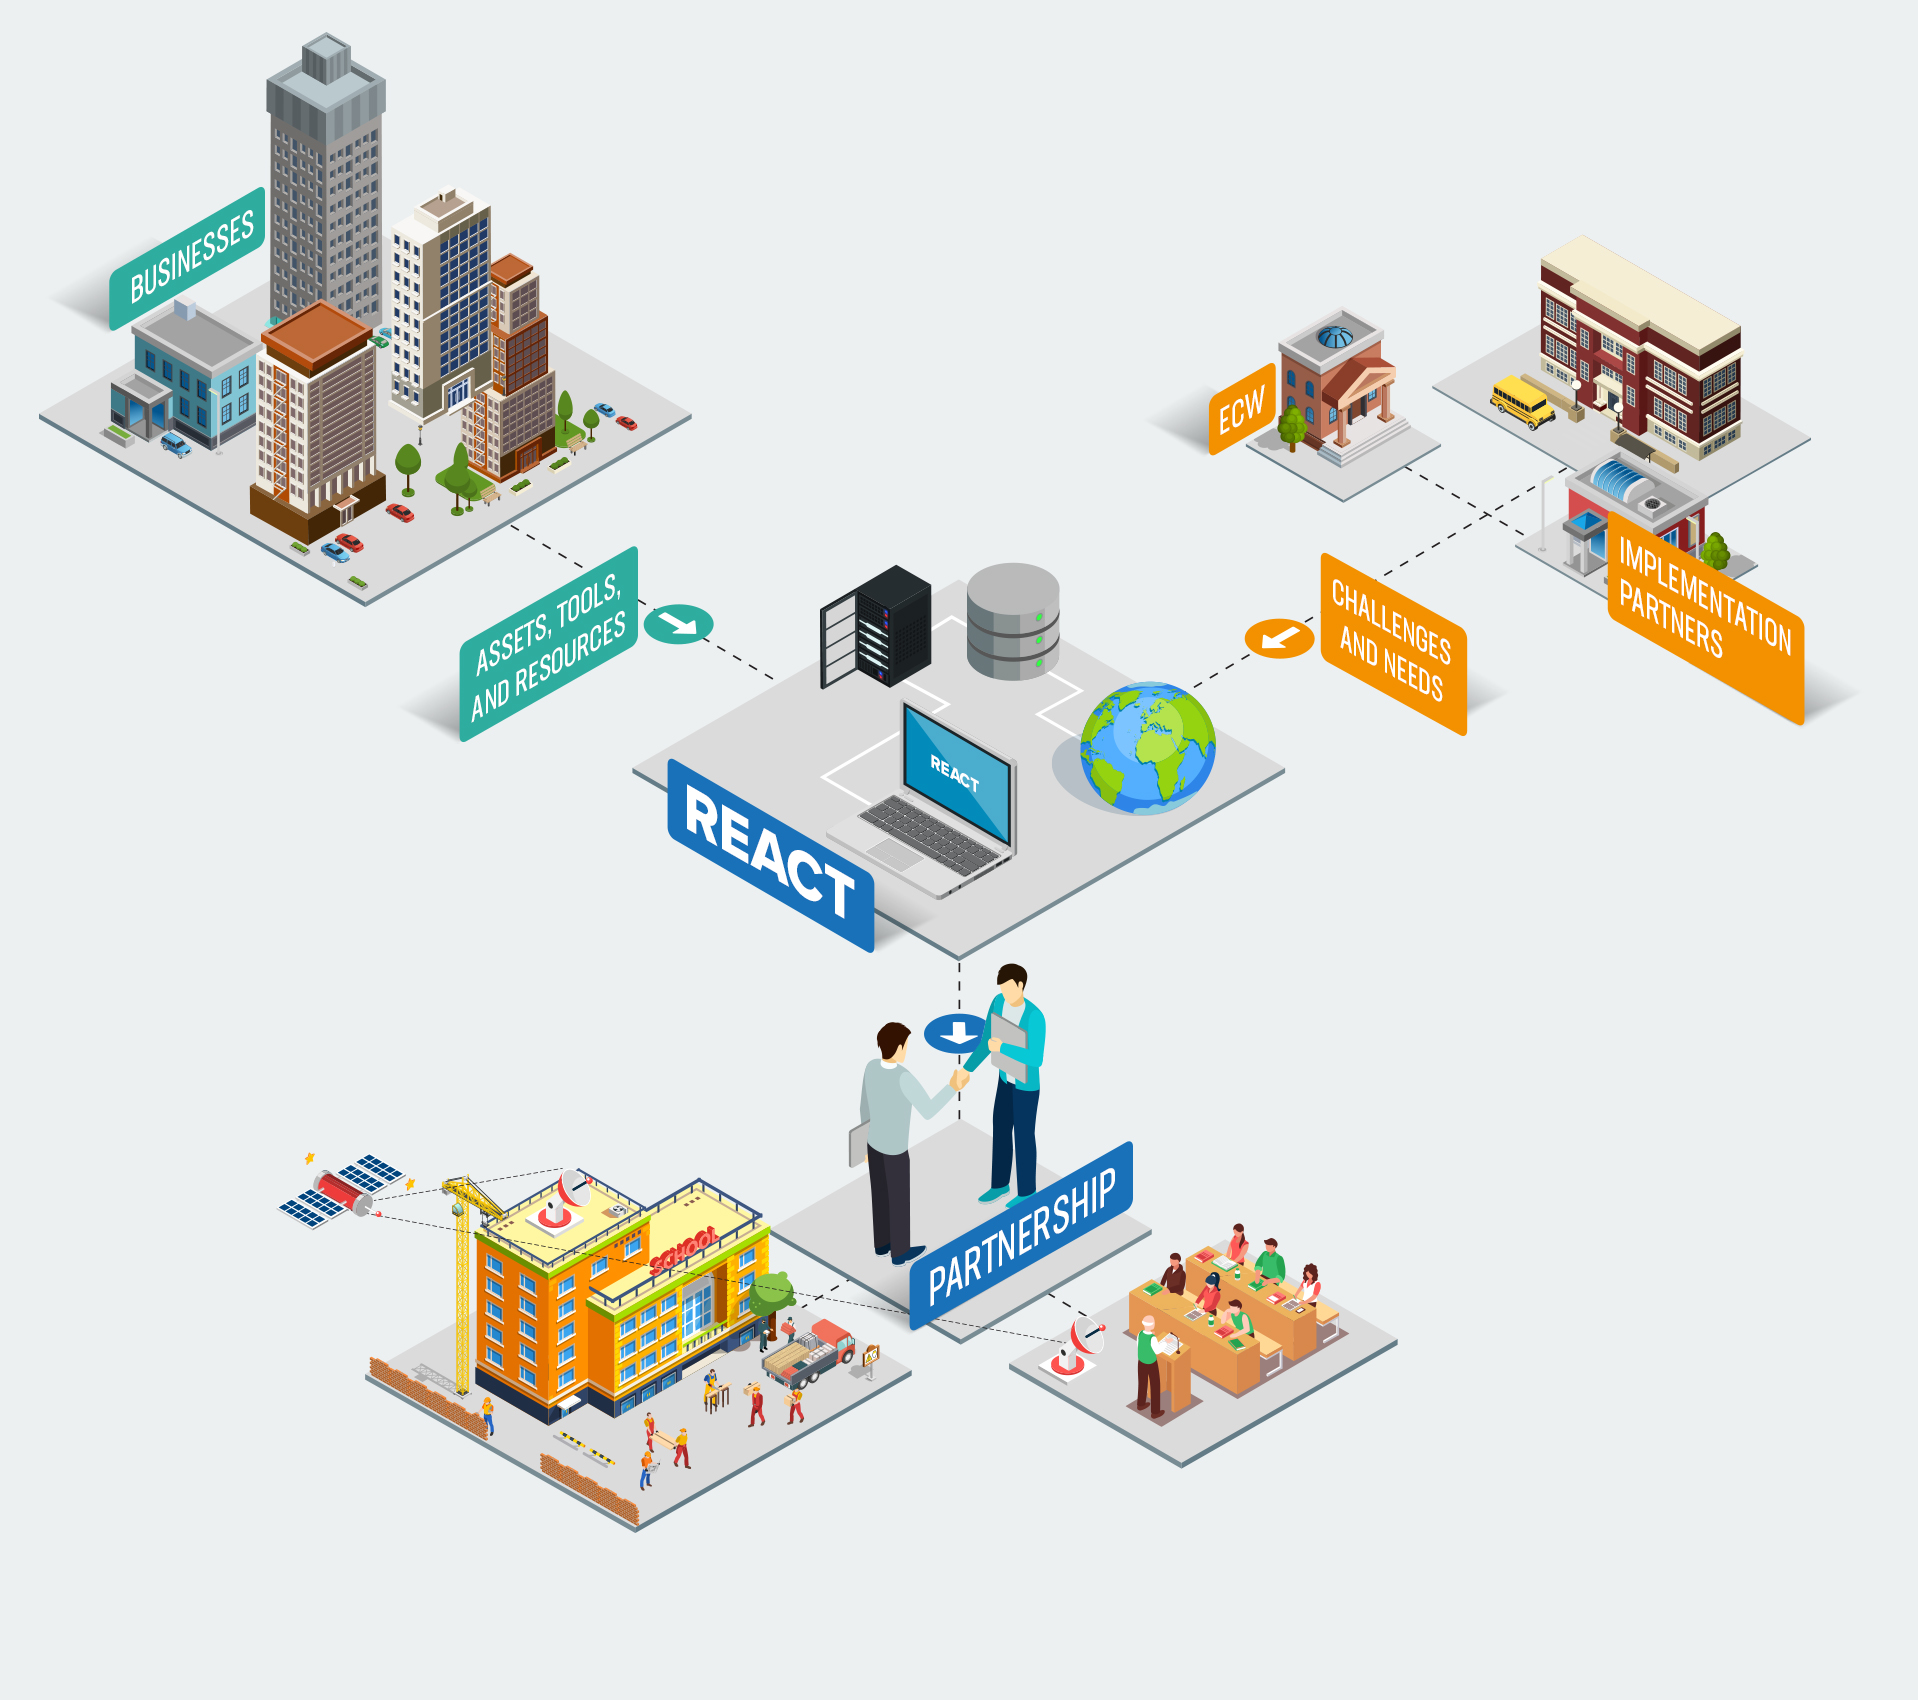 BUSINESSES
ECW
IMPLEMENTATION
PARTNERS
ASSETS, TOOLS,
AND RESOURCES
CHALLENGES
AND NEEDS
REACT
REACT
PARTNERSHIP
SCHOOL